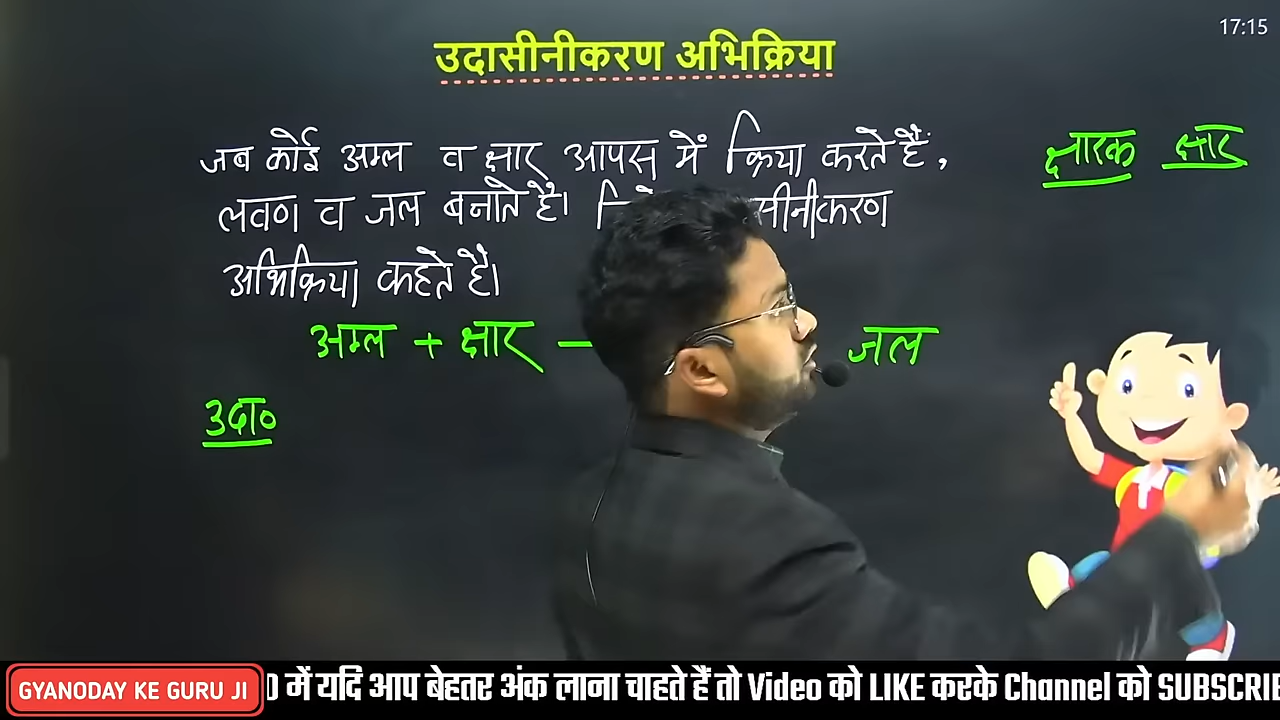 17:15
उदासीनीकरण अभिक्रिया
जब कोई अम्ल व क्षार आपस में क्रिया करते हैं,
क्षारक क्षार
लवण व जल बनाते है।
अभिक्रिया कहते है।
अम्ल + क्षार — जल
उदा०
GYANODAY KE GURU JI
में यदि आप बेहतर अंक लाना चाहते हैं तो Video को LIKE करके Channel को